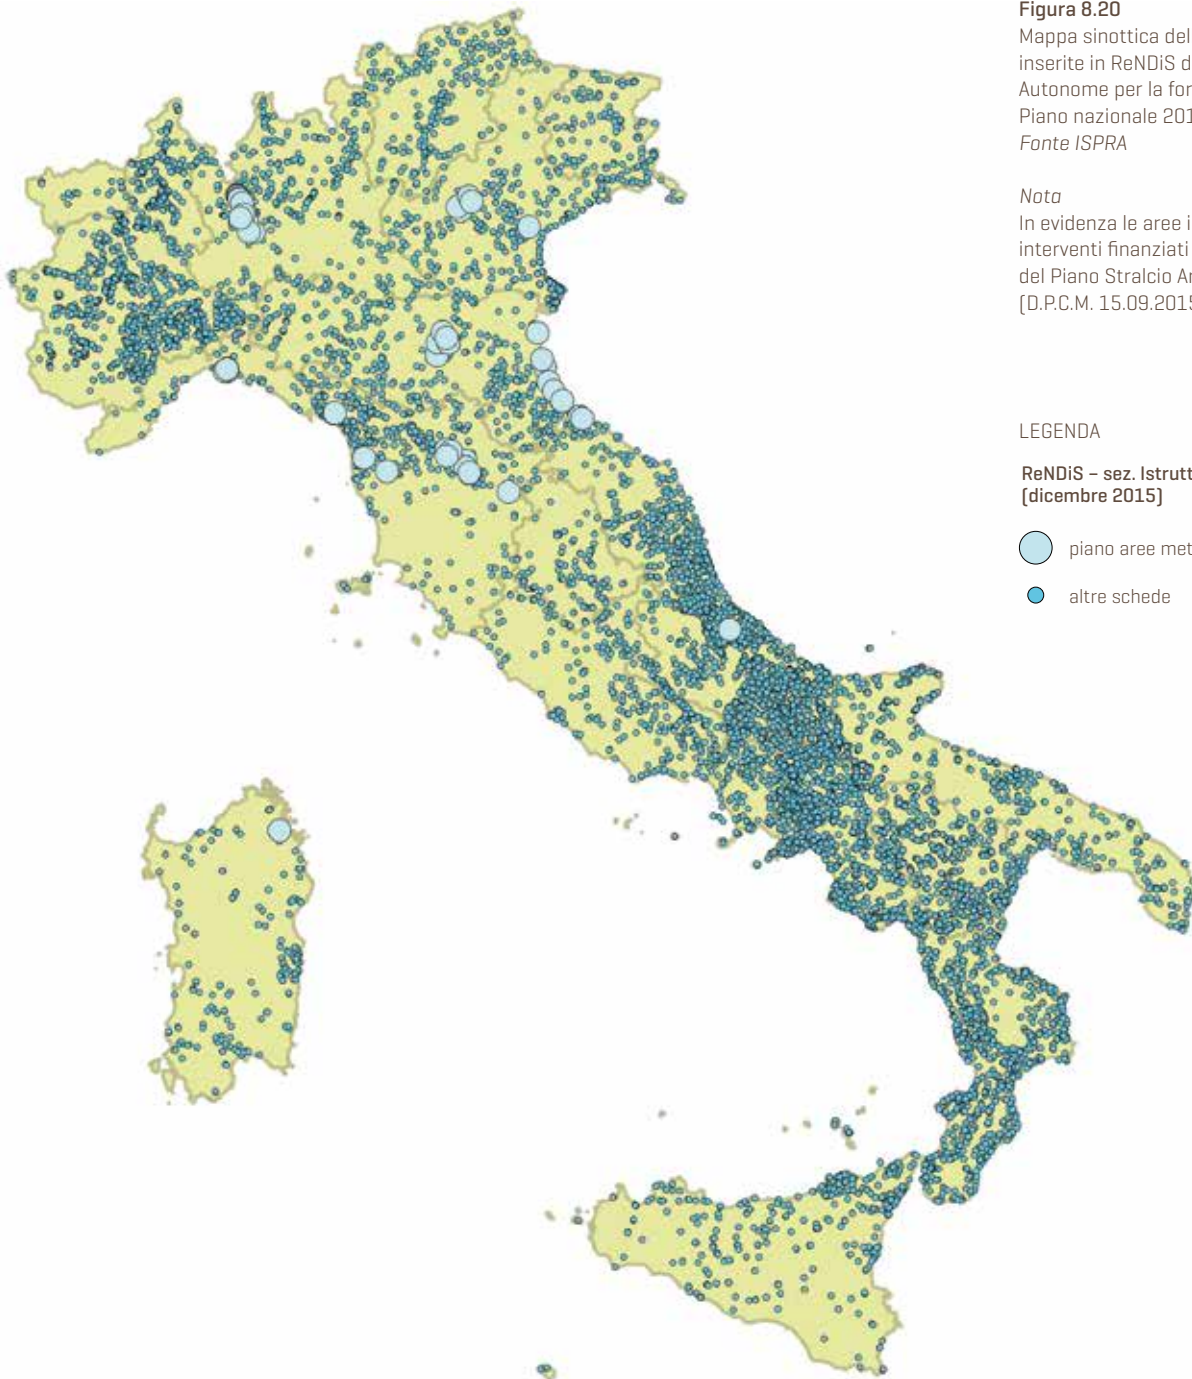 Figura 8.20
Mappa sinottica del
inserite in ReNDiS d
Autonome per la for
Piano nazionale 201
Fonte ISPRA
Nota
In evidenza le aree i
interventi finanziati
del Piano Stralcio Ar
(D.P.C.M. 15.09.2015
LEGENDA
ReNDiS – sez. Istrutt
(dicembre 2015)
piano aree met
altre schede